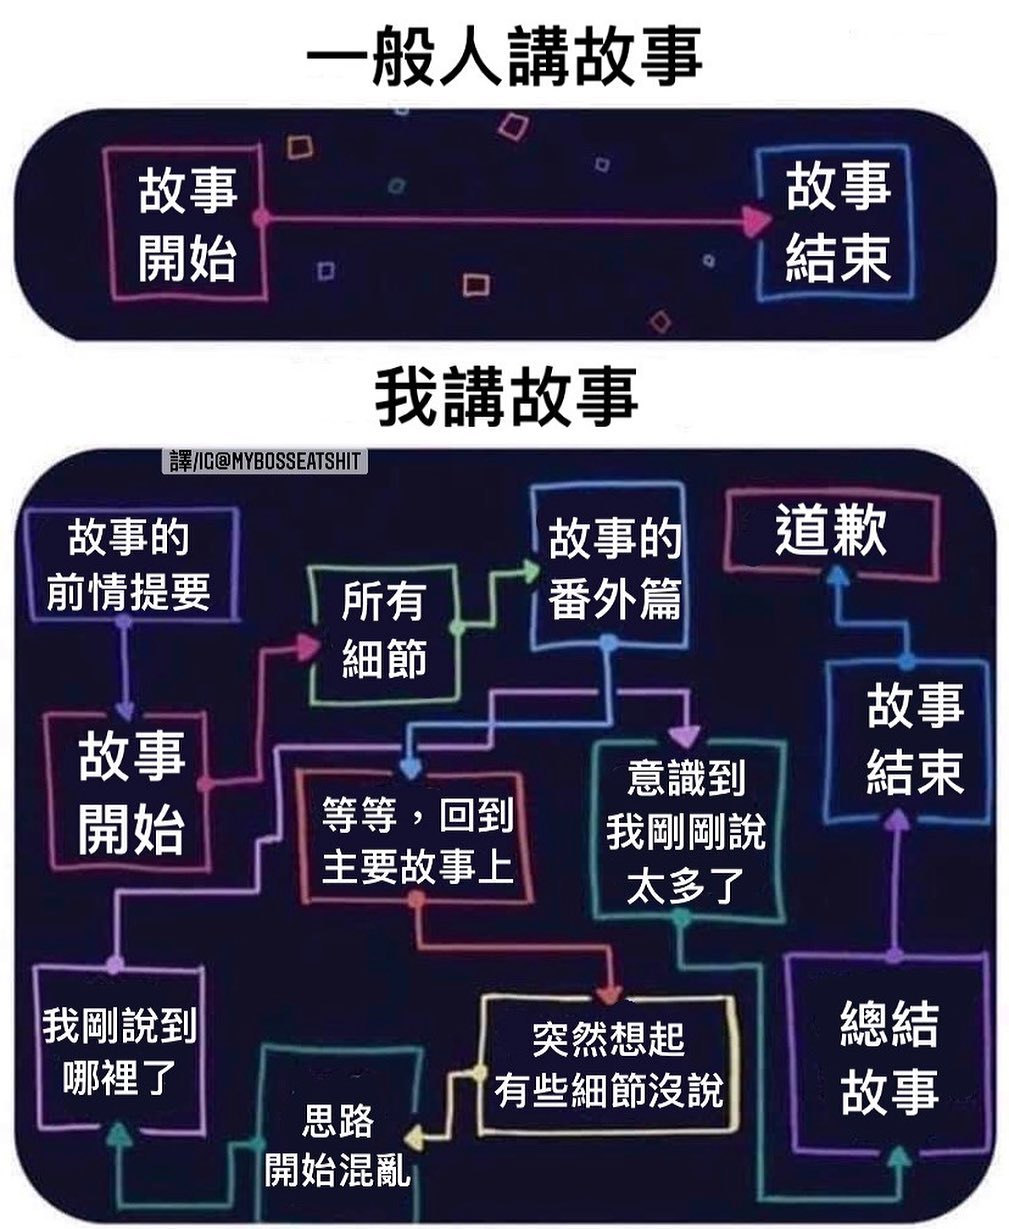 一般人講故事
故事
開始
故事
結束
我講故事
譯/IG@MYBOSSEATSHIT
故事的
前情提要
故事
開始
所有
細節
故事的
番外篇
等等，回到
主要故事上
突然想起
有些細節沒說
思路
開始混亂
我剛說到
哪裡了
意識到
我剛剛說
太多了
總結
故事
故事
結束
道歉